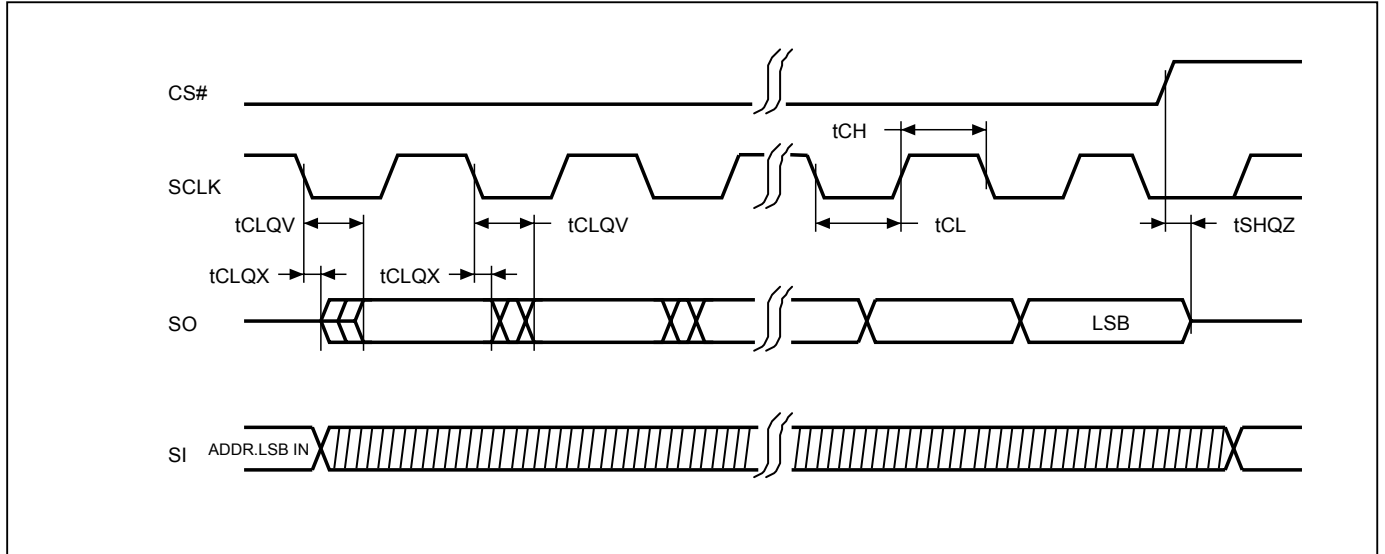 CS#
tCH
SCLK
tCLQV
tCLQV
tCL
tSHQZ
tCLQX
tCLQX
SO
LSB
SI
ADDR.LSB IN